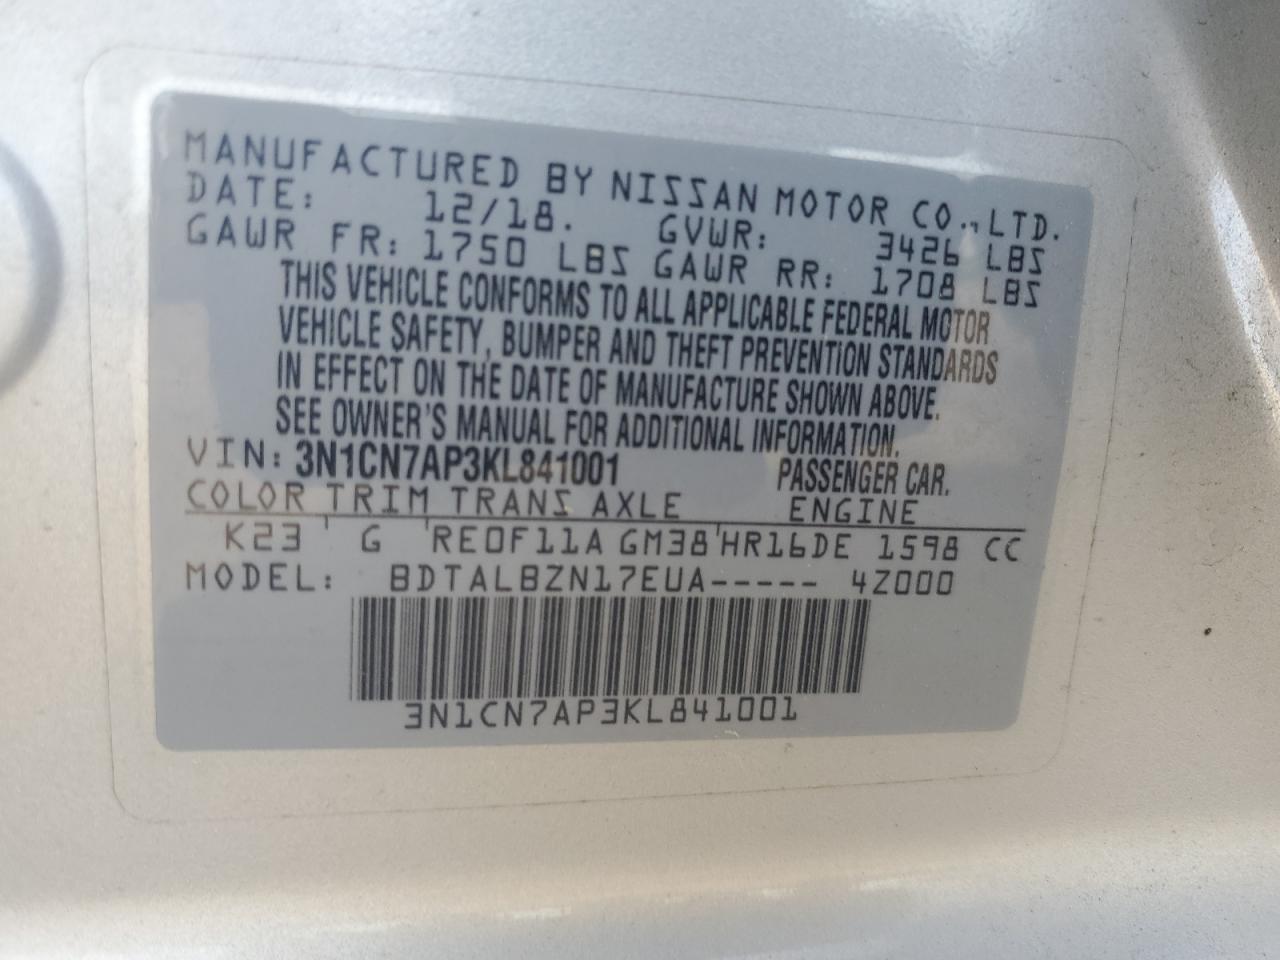 MANUFACTURED BY NISSAN MOTOR CO., LTD.
DATE: 12/18. GVWR: 3426 LBS
GAWR FR: 1750 LBS GAWR RR: 1708 LBS
THIS VEHICLE CONFORMS TO ALL APPLICABLE FEDERAL MOTOR
VEHICLE SAFETY, BUMPER AND THEFT PREVENTION STANDARDS
IN EFFECT ON THE DATE OF MANUFACTURE SHOWN ABOVE.
SEE OWNER'S MANUAL FOR ADDITIONAL INFORMATION.
VIN: 3N1CN7AP3KL841001 PASSENGER CAR.
COLOR TRIM TRANS AXLE ENGINE
K23 G RE0F11A GM38 HR16DE 1598 CC
MODEL: BDTALBZN17EUA----- 4Z000
3N1CN7AP3KL841001